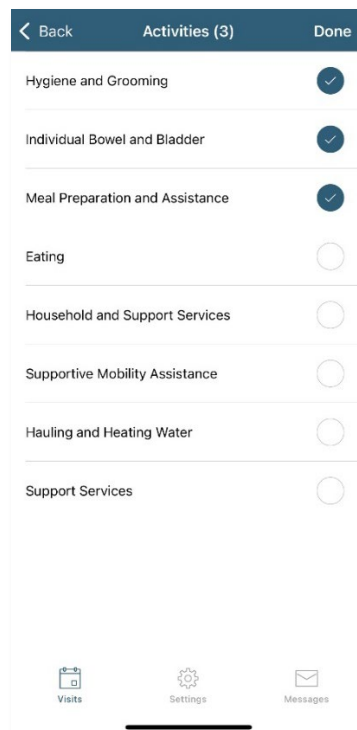 Back
Activities (3)
Done
Hygiene and Grooming
Individual Bowel and Bladder
Meal Preparation and Assistance
Eating
Household and Support Services
Supportive Mobility Assistance
Hauling and Heating Water
Support Services
Visits
Settings
Messages